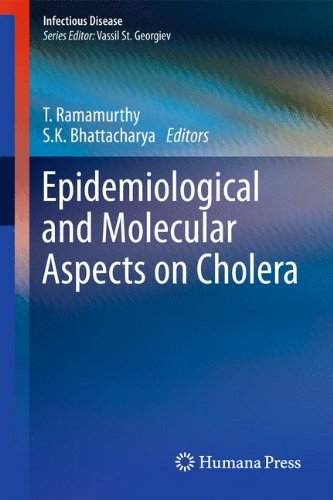 Infectious Disease
Series Editor: Vassil St. Georgiev
T. Ramamurthy
S.K. Bhattacharya Editors
Epidemiological
and Molecular
Aspects on Cholera
Humana Press